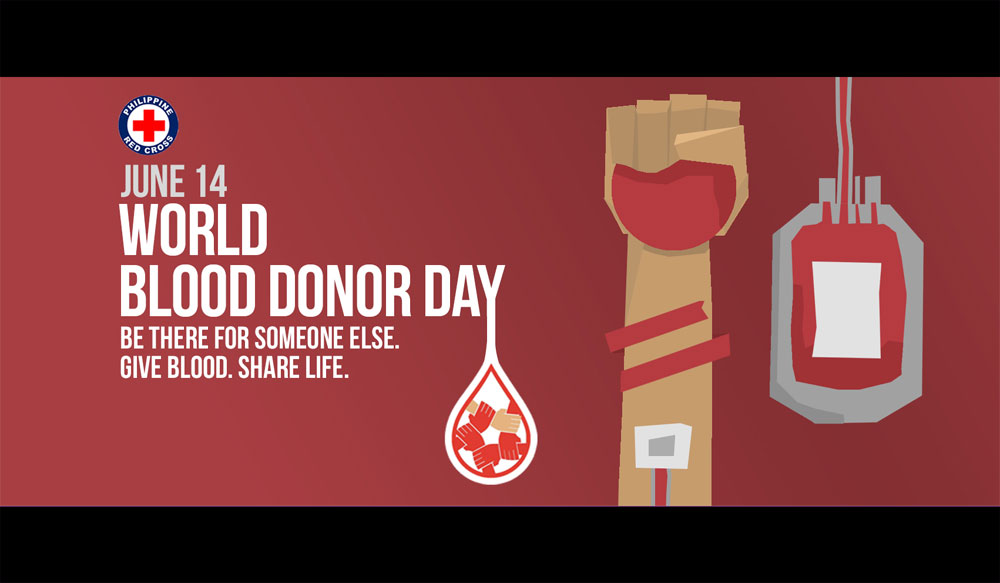 PHILIPPINE
RED CROSS
JUNE 14
WORLD
BLOOD DONOR DAY
BE THERE FOR SOMEONE ELSE.
GIVE BLOOD. SHARE LIFE.